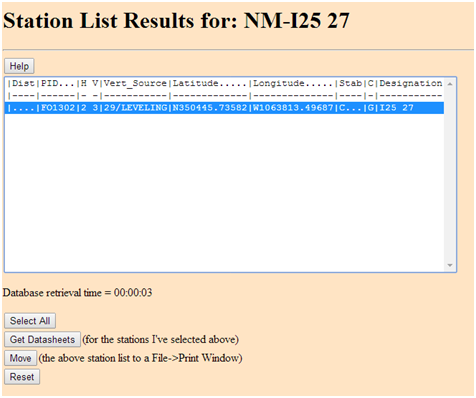 Station List Results for: NM-I25 27
Help
|Dist|PID...|H V|Vert_Source|Latitude.....|Longitude.....|Stab|C|Designation
|----|------|- -|-----------|-------------|--------------|----|-|-----------
|....|FO1302|2 3|29/LEVELING|N350445.73582|W1063813.49687|C...|G|I25 27
Database retrieval time = 00:00:03
Select All
Get Datasheets (for the stations I've selected above)
Move (the above station list to a File->Print Window)
Reset